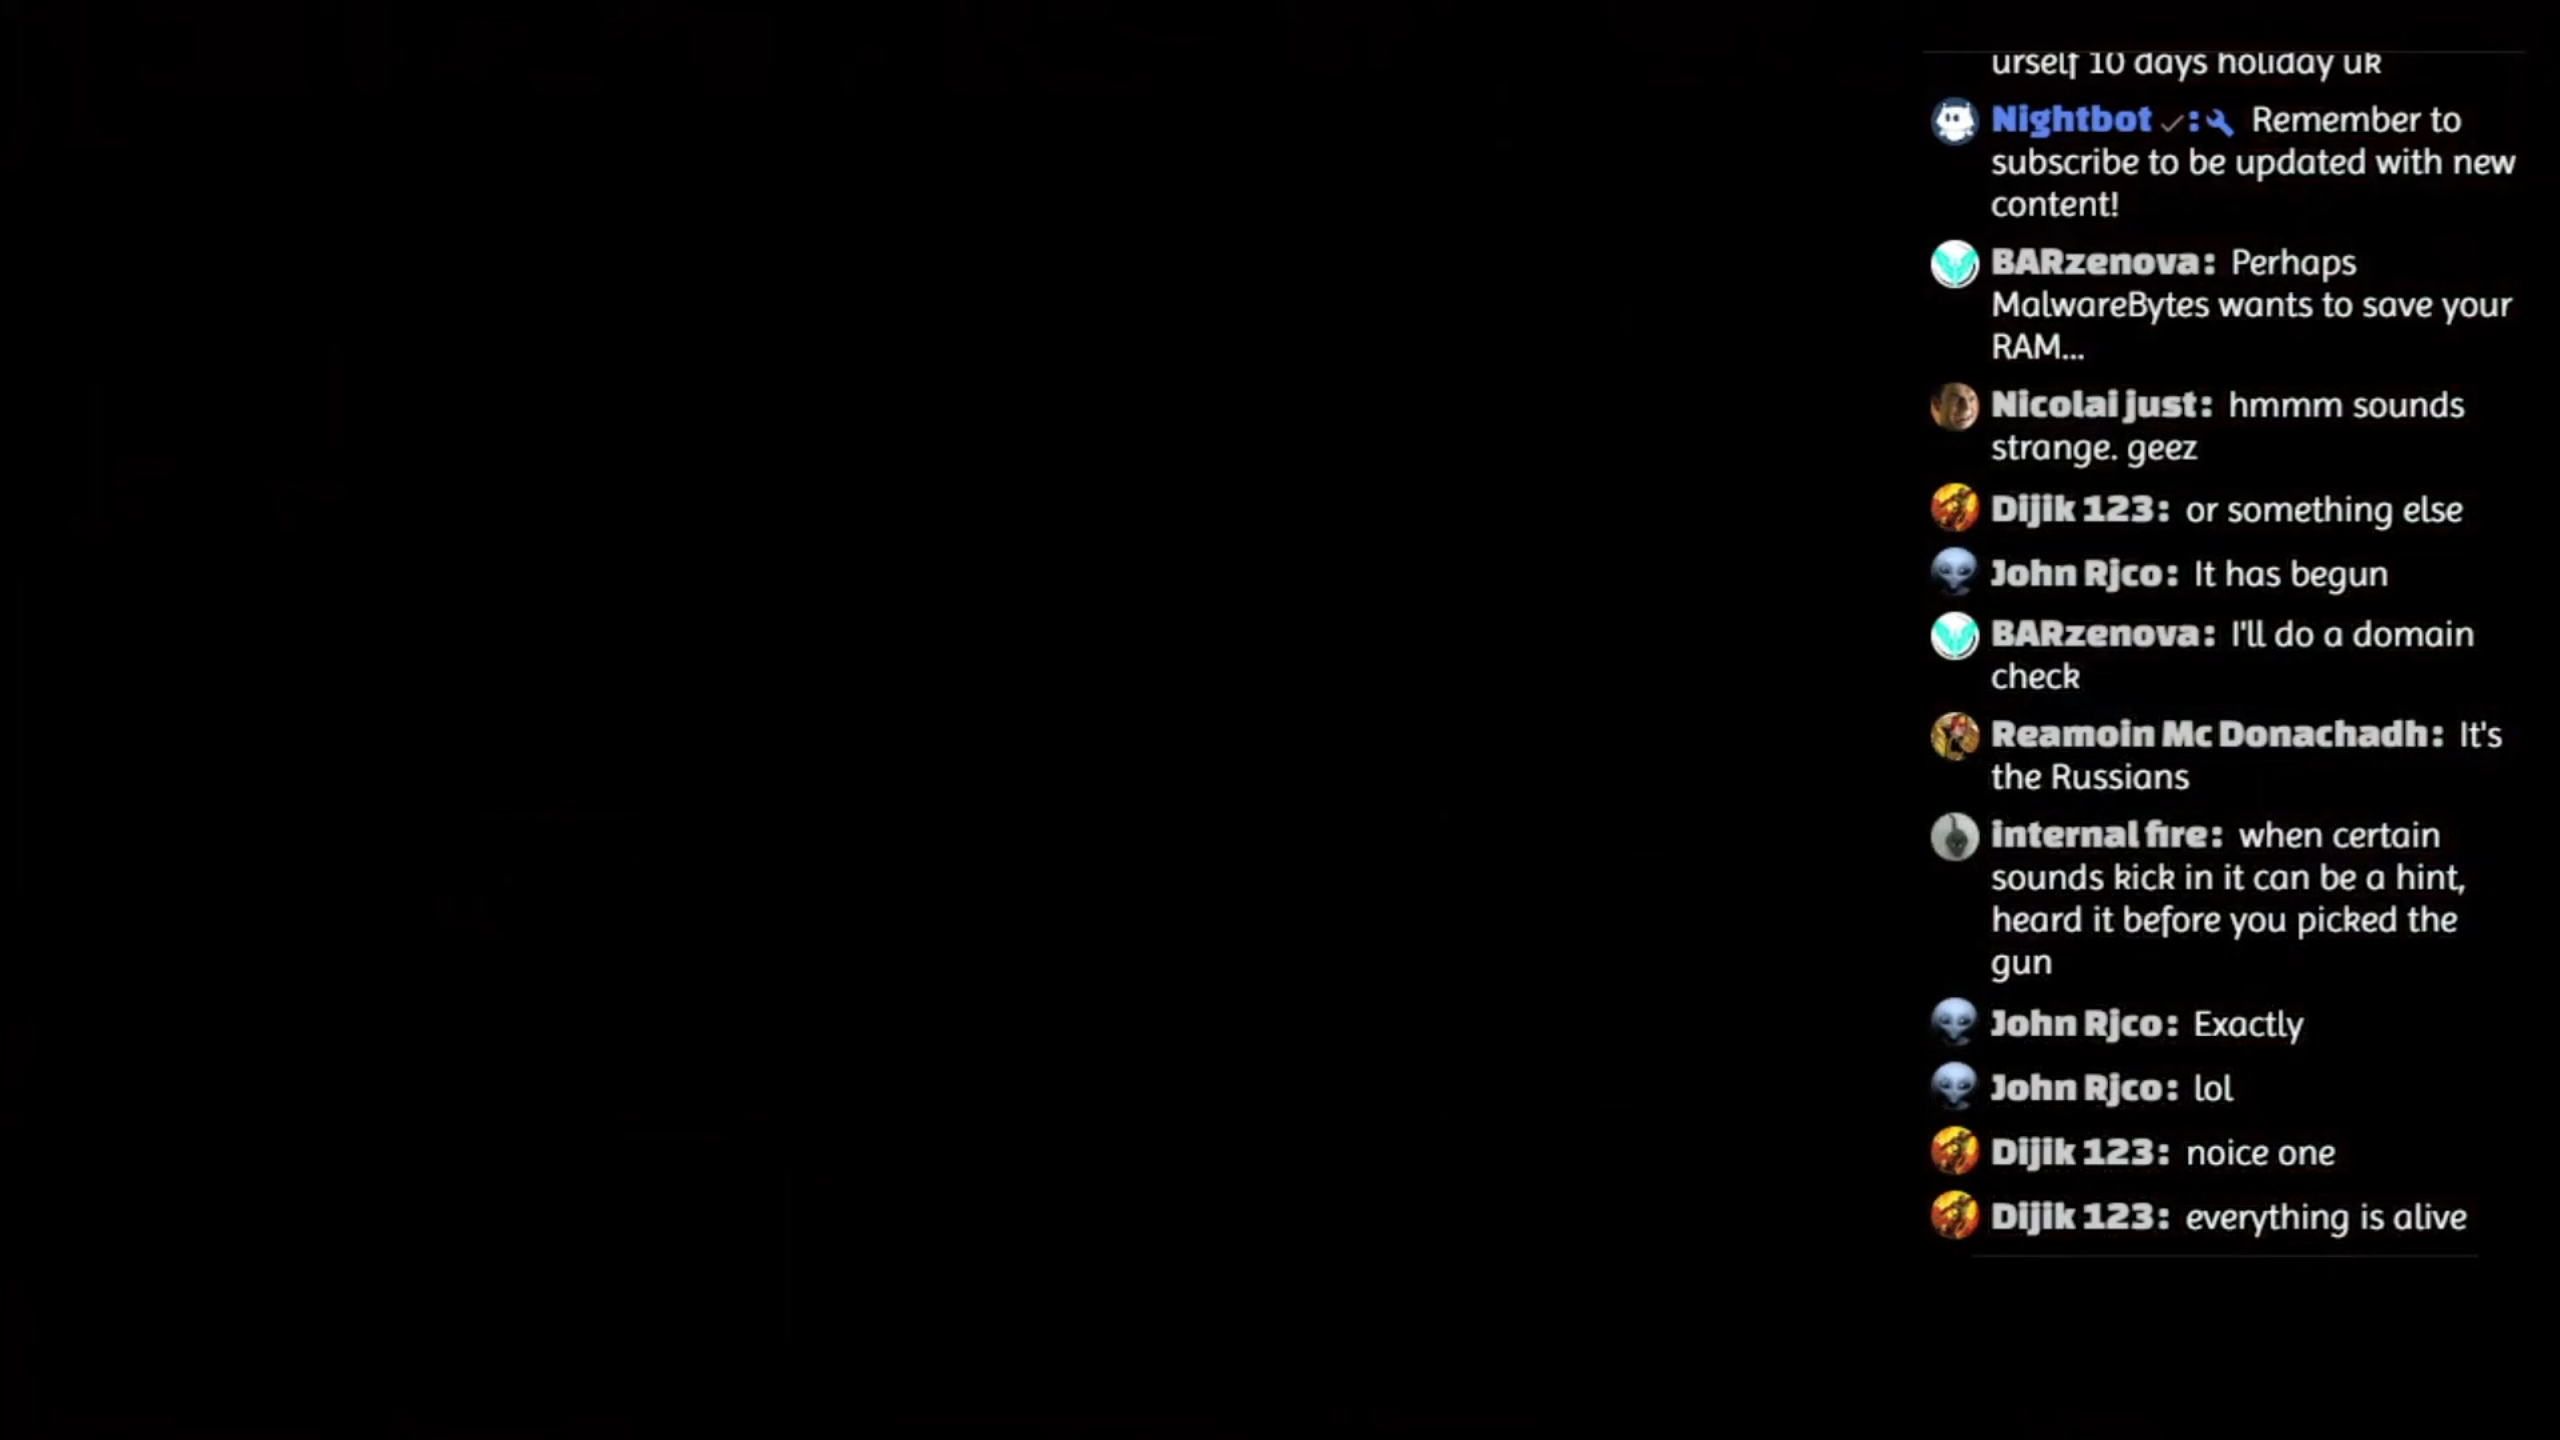 urself 10 days holiday uk
Nightbot ✓: Remember to
subscribe to be updated with new
content!
BARzenova: Perhaps
MalwareBytes wants to save your
RAM...
Nicolai just: hmmm sounds
strange. geez
Dijik 123: or something else
John Rjco: It has begun
BARzenova: I'll do a domain
check
Reamoin Mc Donachadh: It's
the Russians
internal fire: when certain
sounds kick in it can be a hint,
heard it before you picked the
gun
John Rjco: Exactly
John Rjco: lol
Dijik 123: noice one
Dijik 123: everything is alive